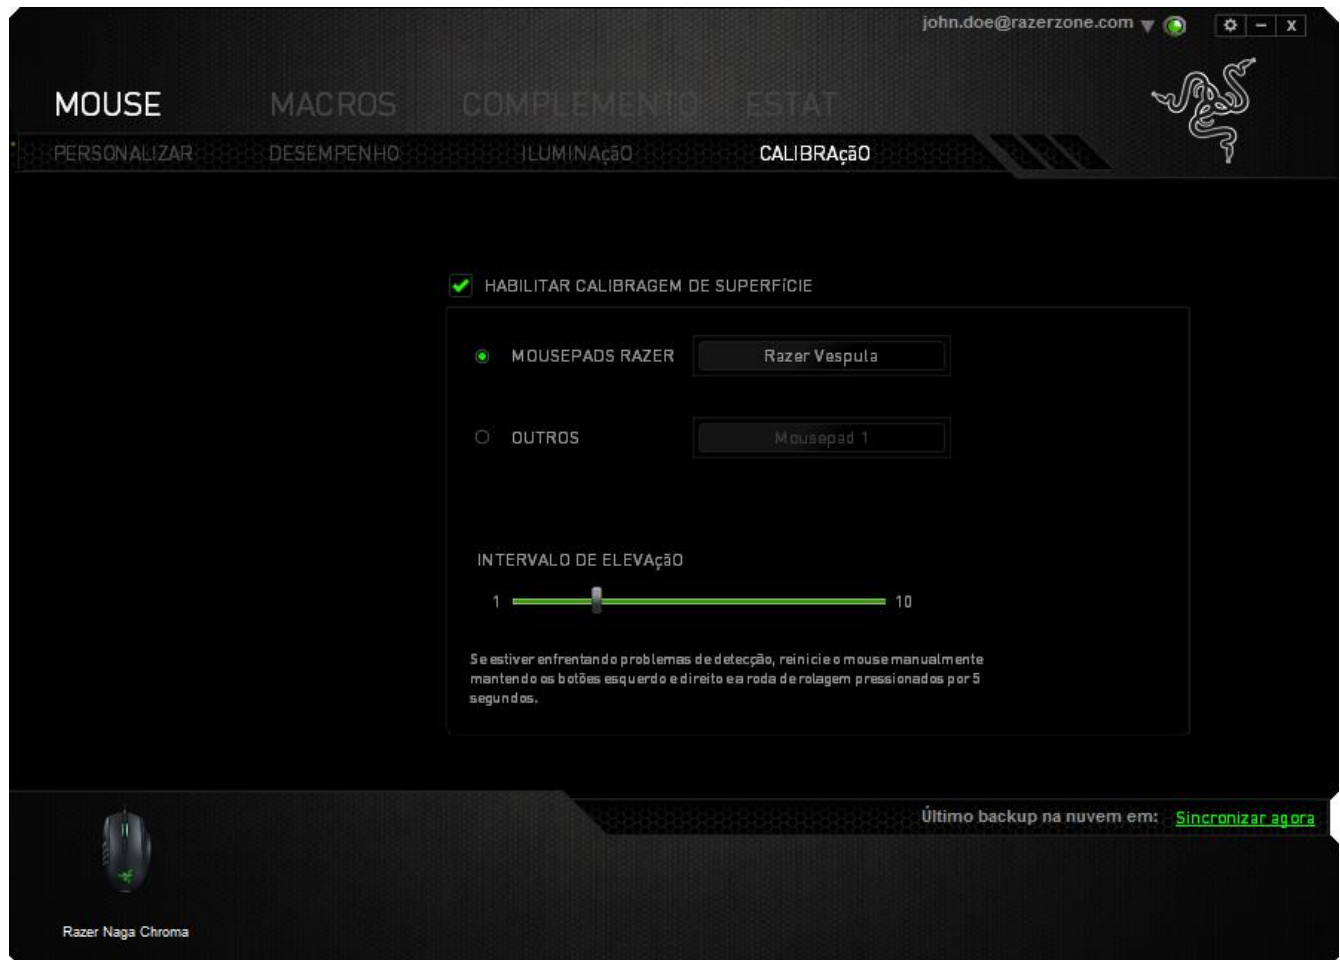 john.doe@razerzone.com
X
MOUSE MACROS COMPLEMENTO ESTAT
PERSONALIZAR DESEMPENHO ILUMINAçãO CALIBRAçãO
HABILITAR CALIBRAGEM DE SUPERFíCIE
MOUSEPADS RAZER Razer Vespula
OUTROS Mousepad 1
INTERVALO DE ELEVAçãO
1 10
Se estiver enfrentando problemas de detecção, reinicie o mouse manualmente
mantendo os botões esquerdo e direito e a roda de rolagem pressionados por 5
segundos.
Último backup na nuvem em: Sincronizar agora
Razer Naga Chroma